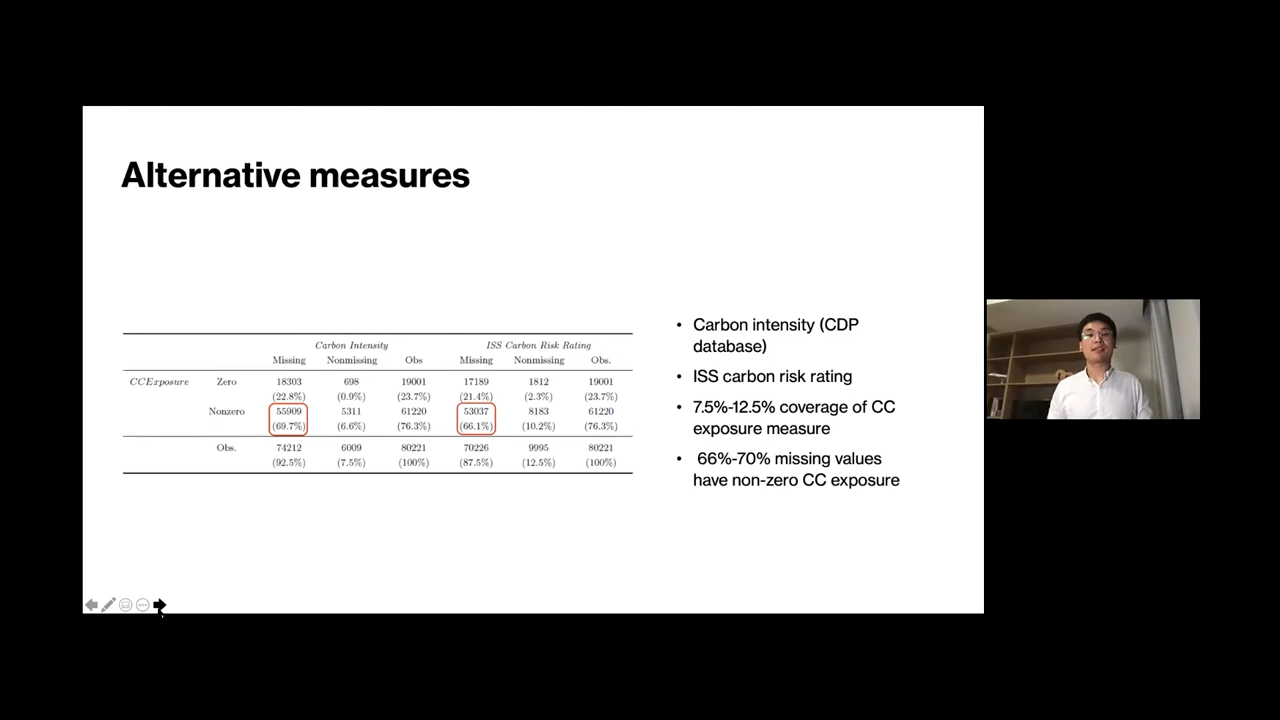 Alternative measures
Carbon Intensity ISS Carbon Risk Rating
Missing Nonmissing Obs Missing Nonmissing Obs.
CCExposure Zero 18303 698 19001 17189 1812 19001
(22.8%) (0.9%) (23.7%) (21.4%) (2.3%) (23.7%)
Nonzero 55909 5311 61220 53037 8183 61220
(69.7%) (6.6%) (76.3%) (66.1%) (10.2%) (76.3%)
Obs. 74212 6009 80221 70226 9995 80221
(92.5%) (7.5%) (100%) (87.5%) (12.5%) (100%)
• Carbon intensity (CDP
database)
• ISS carbon risk rating
• 7.5%-12.5% coverage of CC
exposure measure
• 66%-70% missing values
have non-zero CC exposure